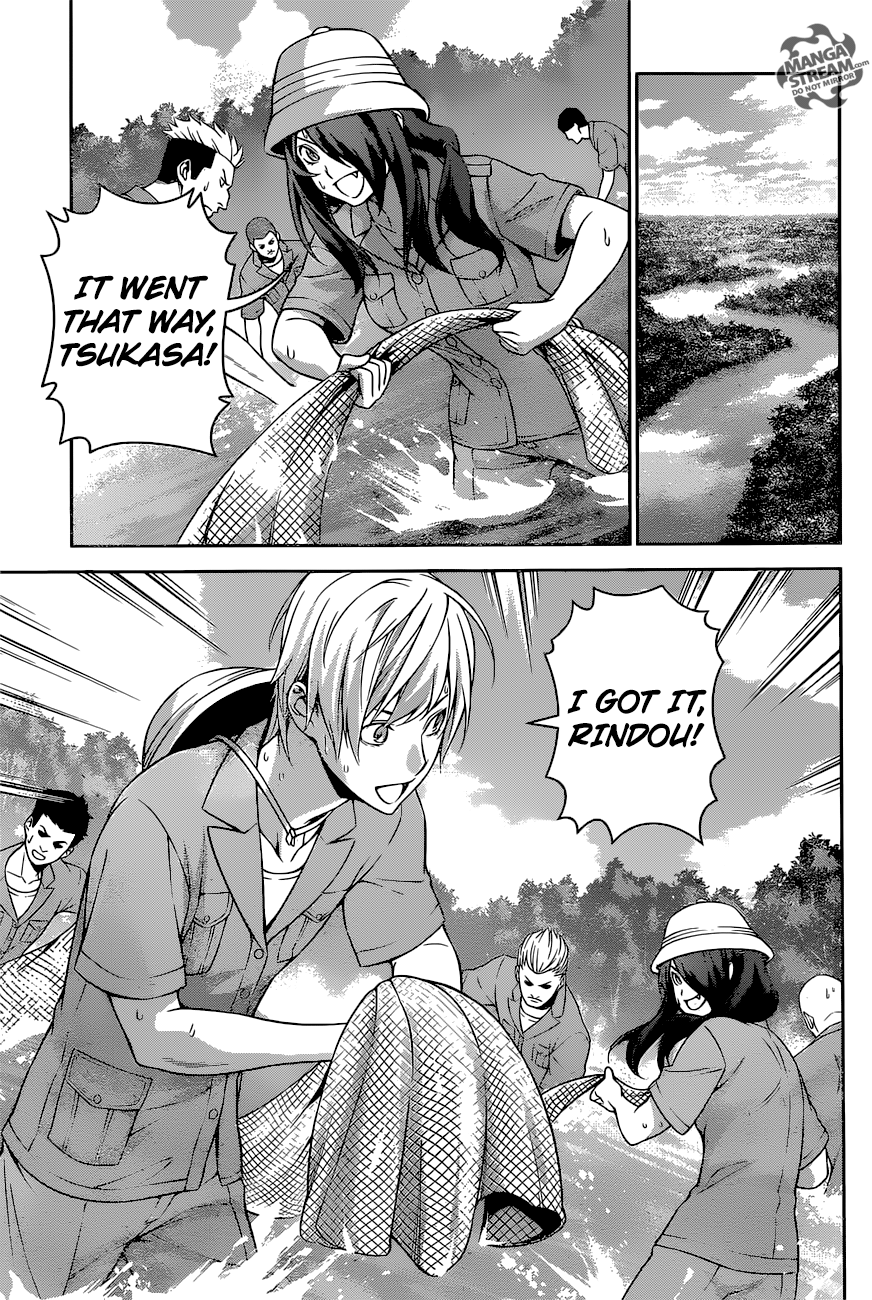 MANGA
STREAM.com
DO NOT MIRROR
IT WENT
THAT WAY,
TSUKASA!
I GOT IT,
RINDOU!